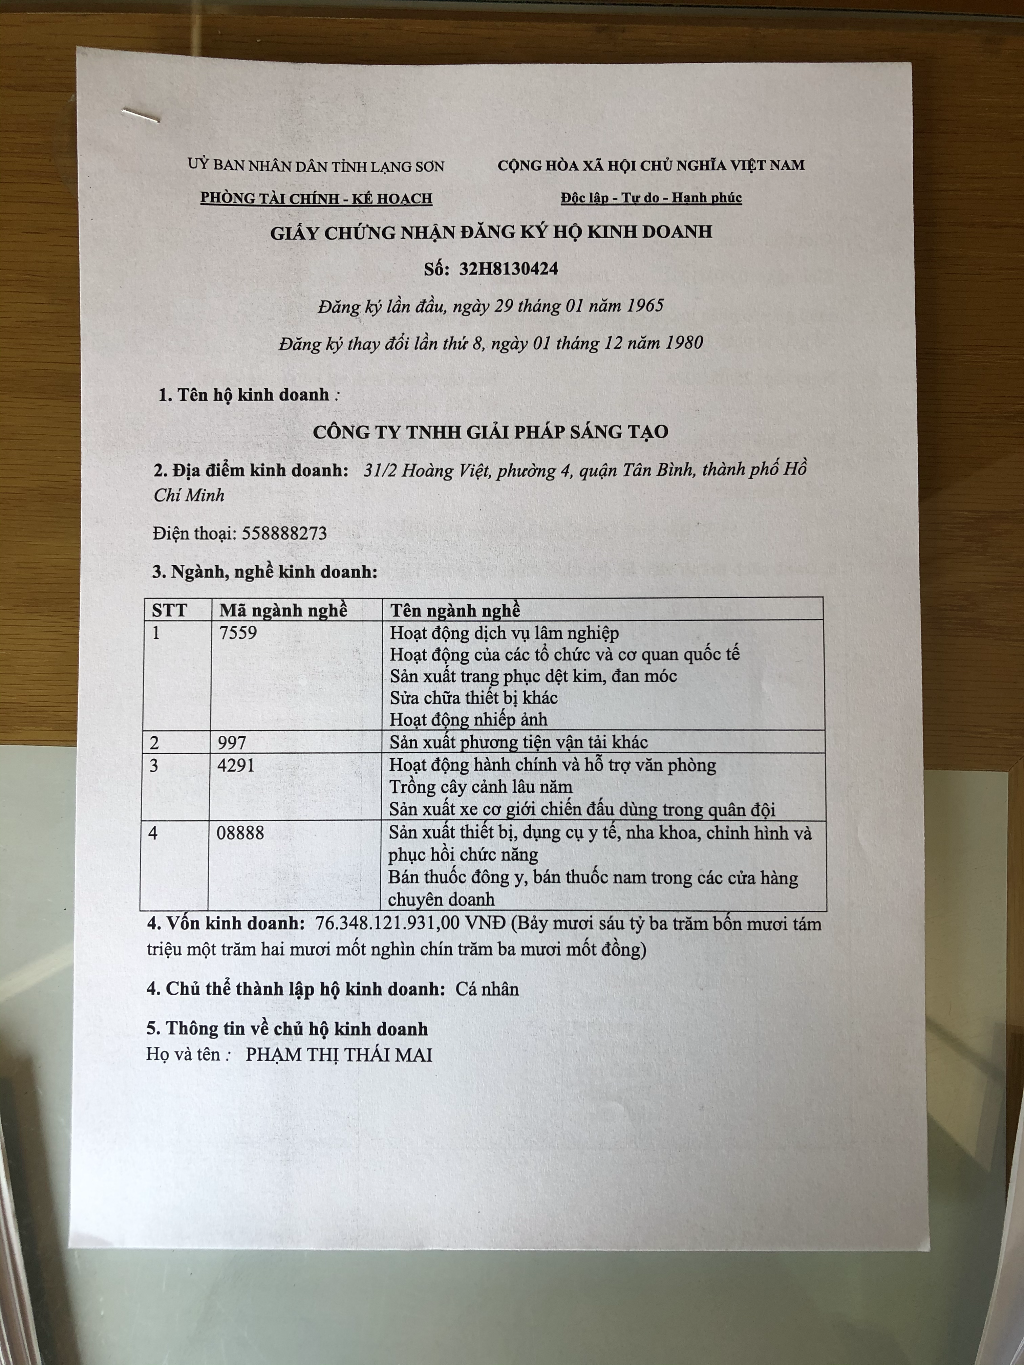 UỶ BAN NHÂN DÂN TỈNH LẠNG SƠN
CỘNG HÒA XÃ HỘI CHỦ NGHĨA VIỆT NAM
PHÒNG TÀI CHÍNH - KẾ HOẠCH
Độc lập - Tự do - Hạnh phúc
GIẤY CHỨNG NHẬN ĐĂNG KÝ HỘ KINH DOANH
Số: 32H8130424
Đăng ký lần đầu, ngày 29 tháng 01 năm 1965
Đăng ký thay đổi lần thứ 8, ngày 01 tháng 12 năm 1980
1. Tên hộ kinh doanh :
CÔNG TY TNHH GIẢI PHÁP SÁNG TẠO
2. Địa điểm kinh doanh: 31/2 Hoàng Việt, phường 4, quận Tân Bình, thành phố Hồ
Chí Minh
Điện thoại: 558888273
3. Ngành, nghề kinh doanh:
STT Mã ngành nghề Tên ngành nghề
1 7559 Hoạt động dịch vụ lâm nghiệp
Hoạt động của các tổ chức và cơ quan quốc tế
Sản xuất trang phục dệt kim, đan móc
Sửa chữa thiết bị khác
Hoạt động nhiếp ảnh
2 997 Sản xuất phương tiện vận tải khác
3 4291 Hoạt động hành chính và hỗ trợ văn phòng
Trồng cây cảnh lâu năm
Sản xuất xe cơ giới chiến đấu dùng trong quân đội
4 08888 Sản xuất thiết bị, dụng cụ y tế, nha khoa, chỉnh hình và
phục hồi chức năng
Bán thuốc đông y, bán thuốc nam trong các cửa hàng
chuyên doanh
4. Vốn kinh doanh: 76.348.121.931,00 VNĐ (Bảy mươi sáu tỷ ba trăm bốn mươi tám
triệu một trăm hai mươi mốt nghìn chín trăm ba mươi mốt đồng)
4. Chủ thể thành lập hộ kinh doanh: Cá nhân
5. Thông tin về chủ hộ kinh doanh
Họ và tên : PHẠM THỊ THÁI MAI